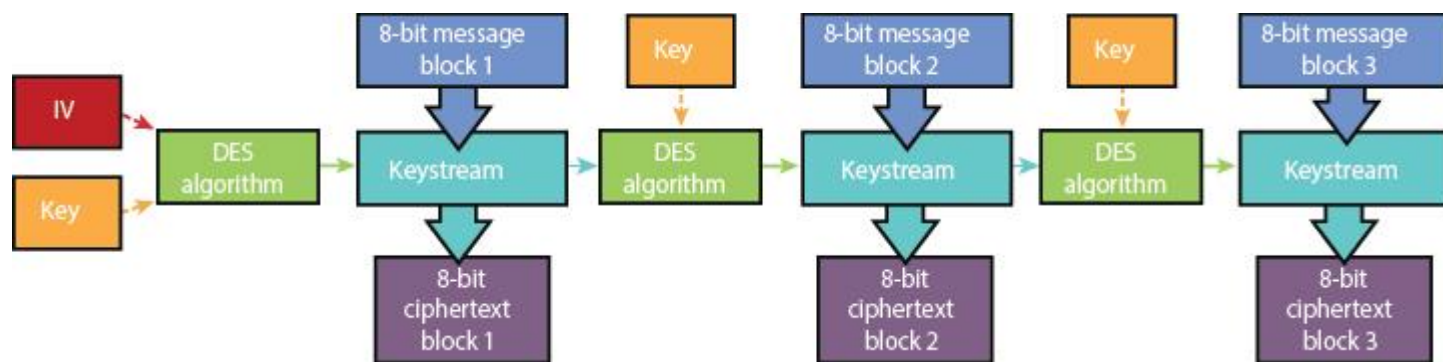 8-bit message
block 1
Key
8-bit message
block 2
Key
8-bit message
block 3
IV
DES
algorithm
Keystream
DES
algorithm
Keystream
DES
algorithm
Keystream
Key
8-bit
ciphertext
block 1
8-bit
ciphertext
block 2
8-bit
ciphertext
block 3